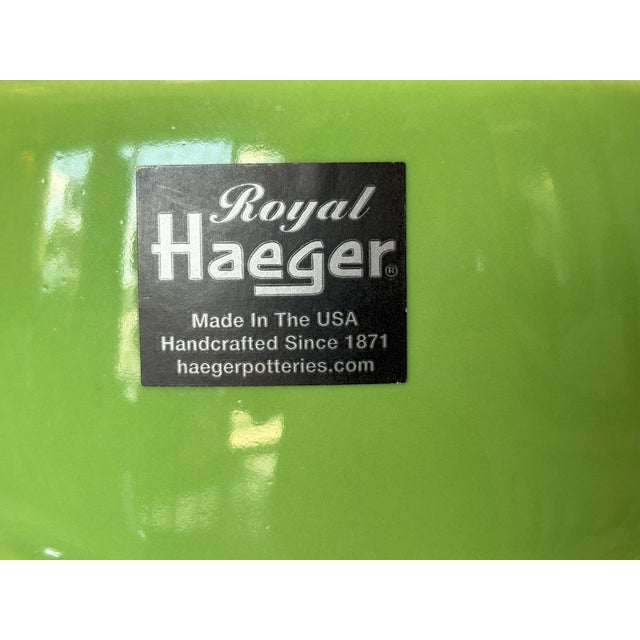 Royal
Haeger®
Made In The USA
Handcrafted Since 1871
haegerpotteries.com